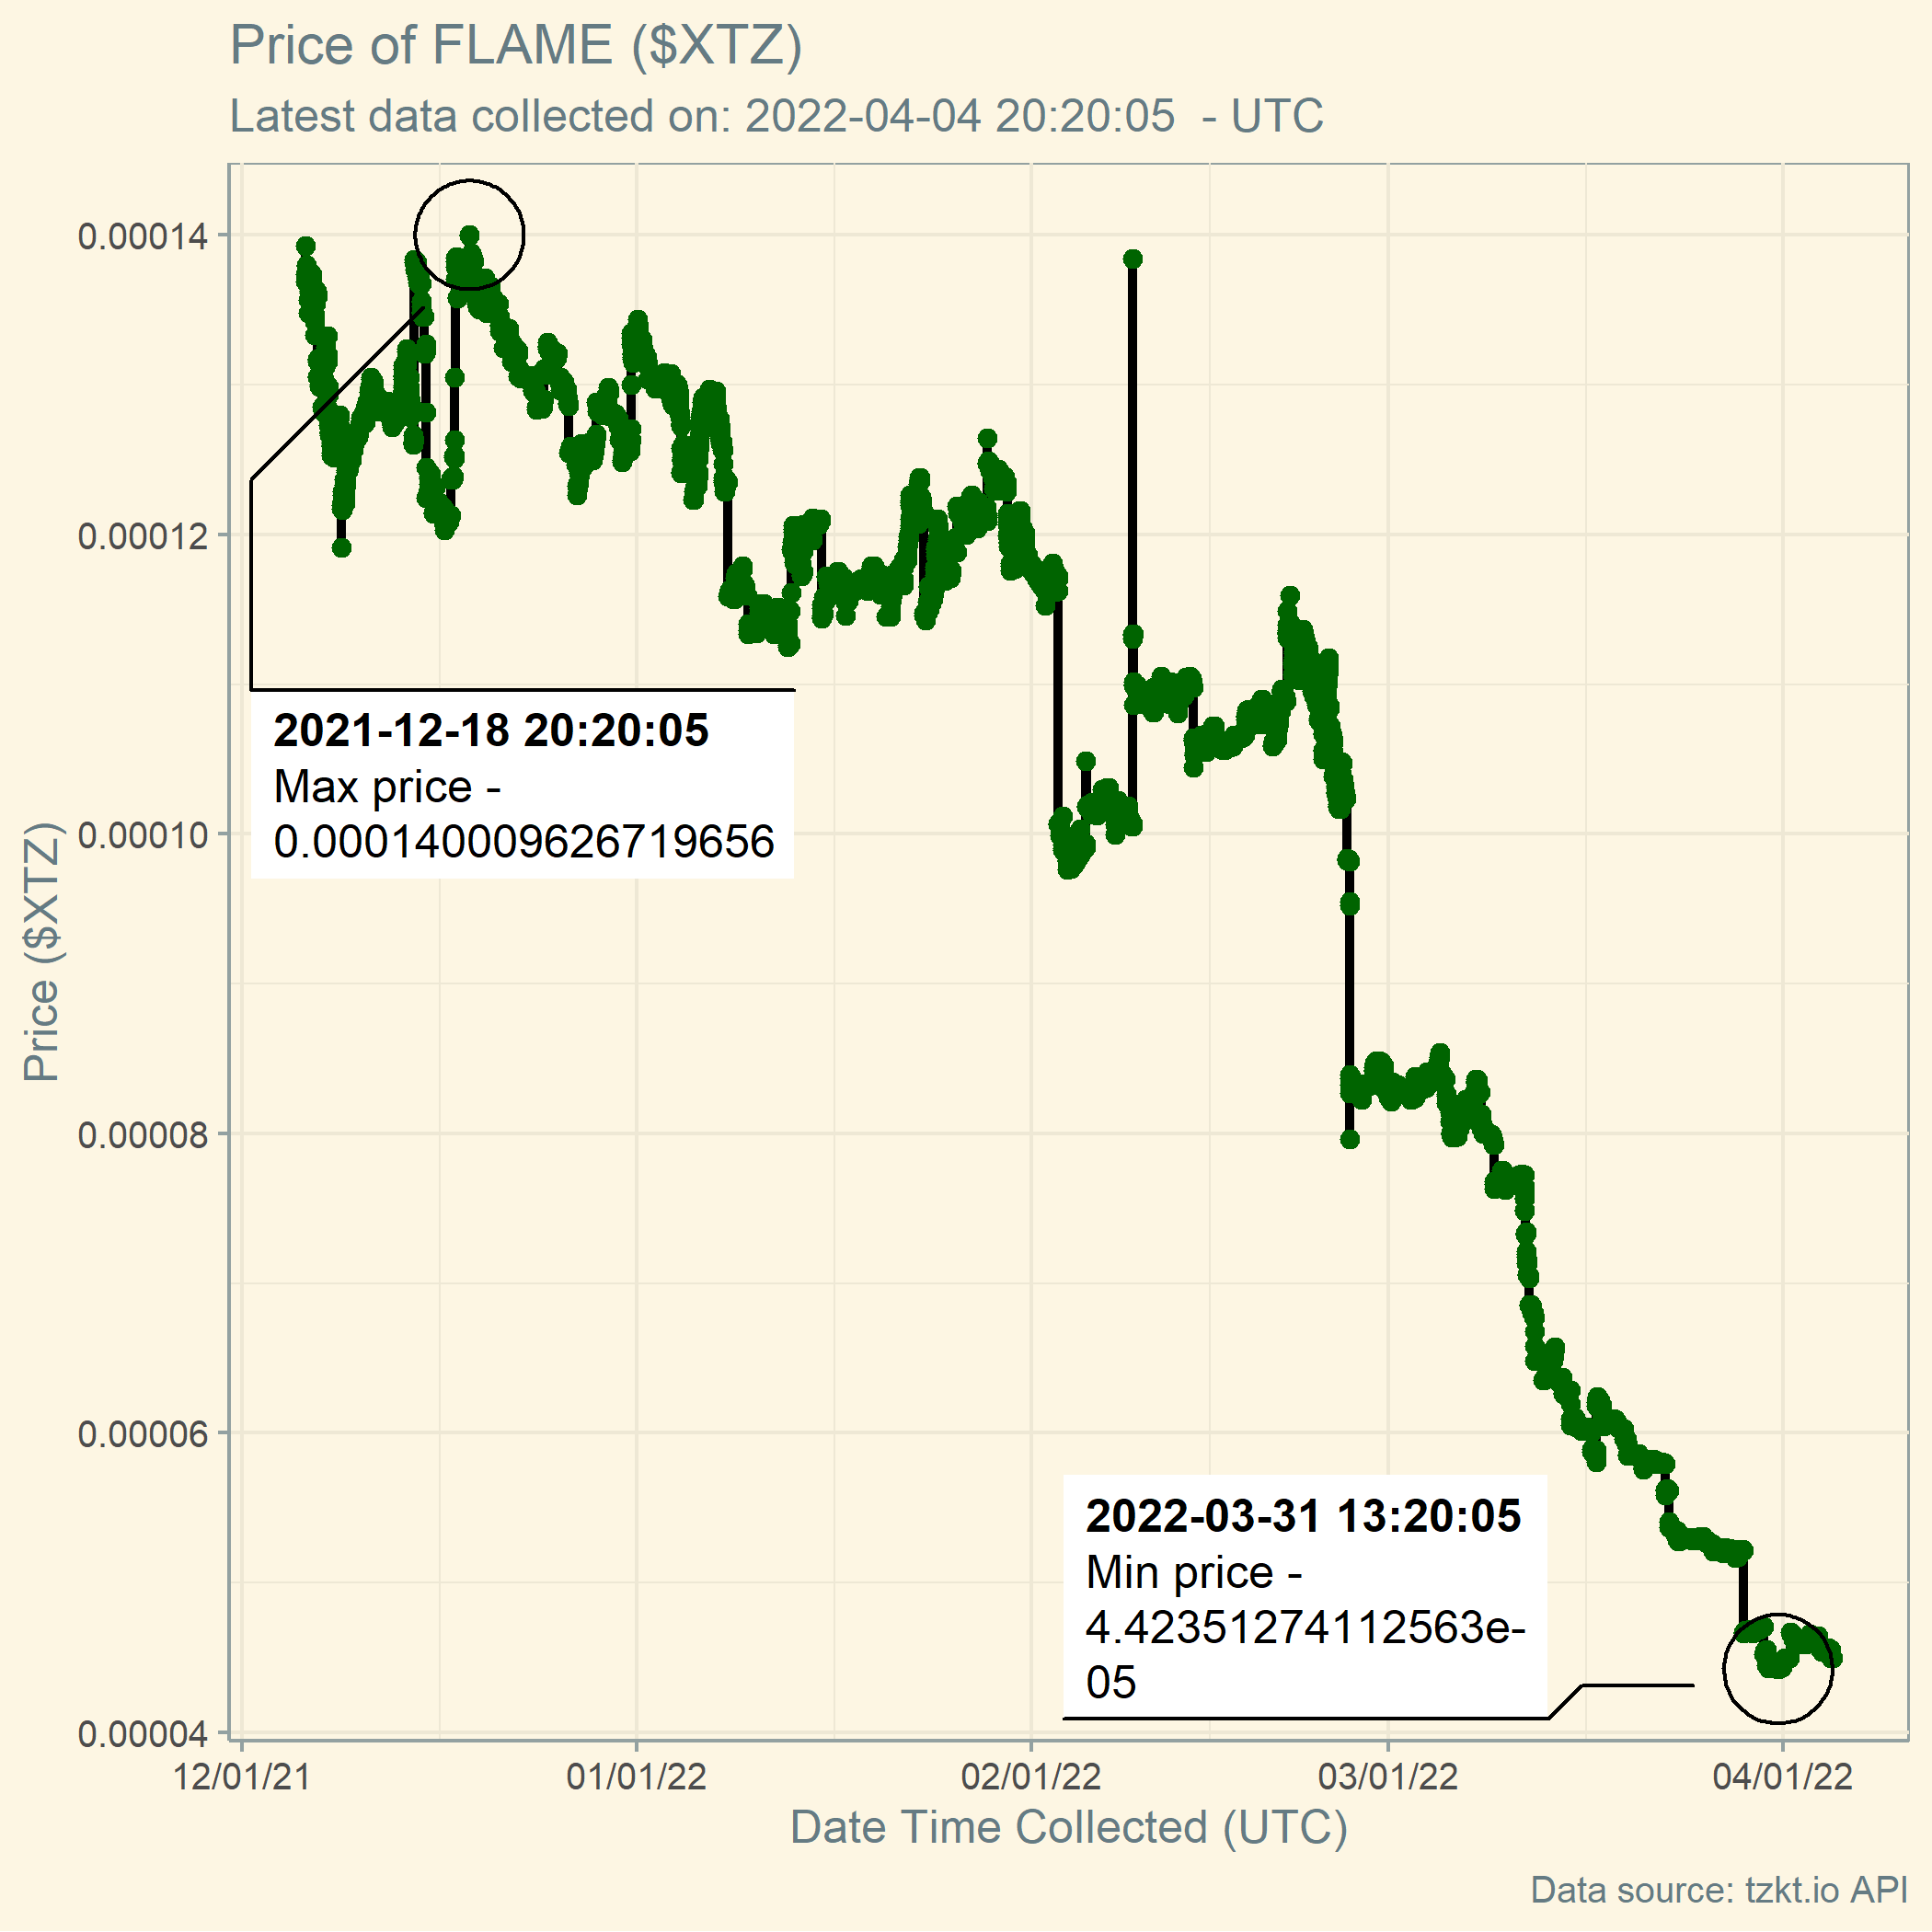 Price of FLAME ($XTZ)
Latest data collected on: 2022-04-04 20:20:05  - UTC
0.00014
0.00012
0.00010
0.00008
0.00006
0.00004
Price ($XTZ)
2021-12-18 20:20:05
Max price -
0.000140009626719656
2022-03-31 13:20:05
Min price -
4.42351274112563e-
05
12/01/21
01/01/22
02/01/22
03/01/22
04/01/22
Date Time Collected (UTC)
Data source: tzkt.io API